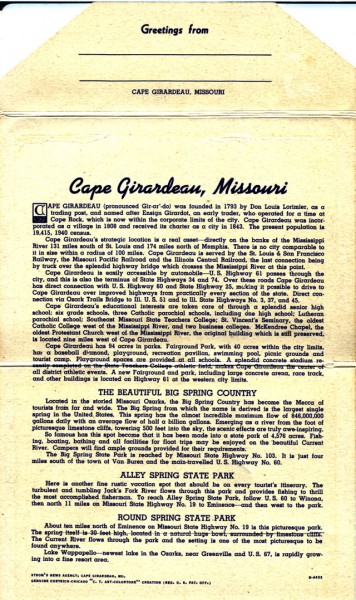 Greetings from
CAPE GIRARDEAU, MISSOURI
Cape Girardeau, Missouri
CAPE GIRARDEAU (pronounced Gir-ar'-do) was founded in 1793 by Don Louis Lorimier, as a
trading post, and named after Ensign Girardot, an early trader, who operated for a time at
Cape Rock, which is now within the corporate limits of the city. Cape Girardeau was incor-
porated as a village in 1808 and received its charter as a city in 1843. The present population is
19,415, 1940 census.
Cape Girardeau's strategic location is a real asset—directly on the banks of the Mississippi
River 131 miles south of St. Louis and 174 miles north of Memphis. There is no city comparable to
it in size within a radius of 100 miles. Cape Girardeau is served by the St. Louis & San Francisco
Railway, the Missouri Pacific Railroad and the Illinois Central Railroad, the last connection being
by truck over the splendid highway bridge which crosses the Mississippi River at this point.
Cape Girardeau is easily accessible by automobile—U. S. Highway 61 passes through the
city, and this is also the terminus of State Highways 34 and 74. Over these roads Cape Girardeau
has direct connection with U. S. Highway 60 and State Highway 25, making it possible to drive to
Cape Girardeau over improved highways from practically every section of the state. Direct con-
nection via Ozark Trails Bridge to Ill. U. S. 51 and to Ill. State Highways No. 3, 37, and 45.
Cape Girardeau's educational interests are taken care of through a splendid senior high
school; six grade schools, three Catholic parochial schools, including one high school; Lutheran
parochial school; Southeast Missouri State Teachers College; St. Vincent's Seminary, the oldest
Catholic College west of the Mississippi River, and two business colleges. McKendree Chapel, the
oldest Protestant Church west of the Mississippi River, the original building which is still preserved,
is located nine miles west of Cape Girardeau.
Cape Girardeau has 94 acres in parks. Fairground Park, with 40 acres within the city limits,
has a baseball diamond, playground, recreation pavilion, swimming pool, picnic grounds and
tourist camp. Playground spaces are provided at all schools. A splendid concrete stadium re-
cently completed on the State Teachers College athletic field, makes Cape Girardeau the center of
all district athletic events. A new Fairground and park, including large concrete arena, race track,
and other buildings is located on Highway 61 at the western city limits.
THE BEAUTIFUL BIG SPRING COUNTRY
Located in the storied Missouri Ozarks, the Big Spring Country has become the Mecca of
tourists from far and wide. The Big Spring from which the name is derived is the largest single
spring in the United States. This spring has the almost incredible minimum flow of 846,000,000
gallons daily with an average flow of half a billion gallons. Emerging as a river from the foot of
picturesque limestone cliffs, towering 500 feet into the sky, the scenic effects are truly awe-inspiring.
So famous has this spot become that it has been made into a state park of 4,576 acres. Fish-
ing, boating, bathing and all facilities for float trips may be enjoyed on the beautiful Current
River. Campers will find ample grounds provided for their requirements.
The Big Spring State Park is reached by Missouri State Highway No. 103. It is just four
miles south of the town of Van Buren and the main-travelled U. S. Highway No. 60.
ALLEY SPRING STATE PARK
Here is another fine rustic vacation spot that should be on every tourist's itinerary. The
turbulent and tumbling Jack's Fork River flows through this park and provides fishing to thrill
the most accomplished fisherman. To reach Alley Spring State Park, follow U. S. 60 to Winona,
then north 11 miles on Missouri State Highway No. 19 to Eminence—and then west to the park.
ROUND SPRING STATE PARK
About ten miles north of Eminence on Missouri State Highway No. 19 is this picturesque park.
The spring itself is 30 feet high, located in a natural huge bowl, surrounded by limestone cliffs.
The Current River flows through the park and the setting is one of the most picturesque to be
found anywhere.
Lake Wappapello—newest lake in the Ozarks, near Greenville and U. S. 67, is rapidly grow-
ing into a fine resort area.
BYROM'S NEWS AGENCY, CAPE GIRARDEAU, MO.
GENUINE CURTEICH-CHICAGO "C. T. ART-COLORTONE" CREATION (REG. U. S. PAT. OFF.)